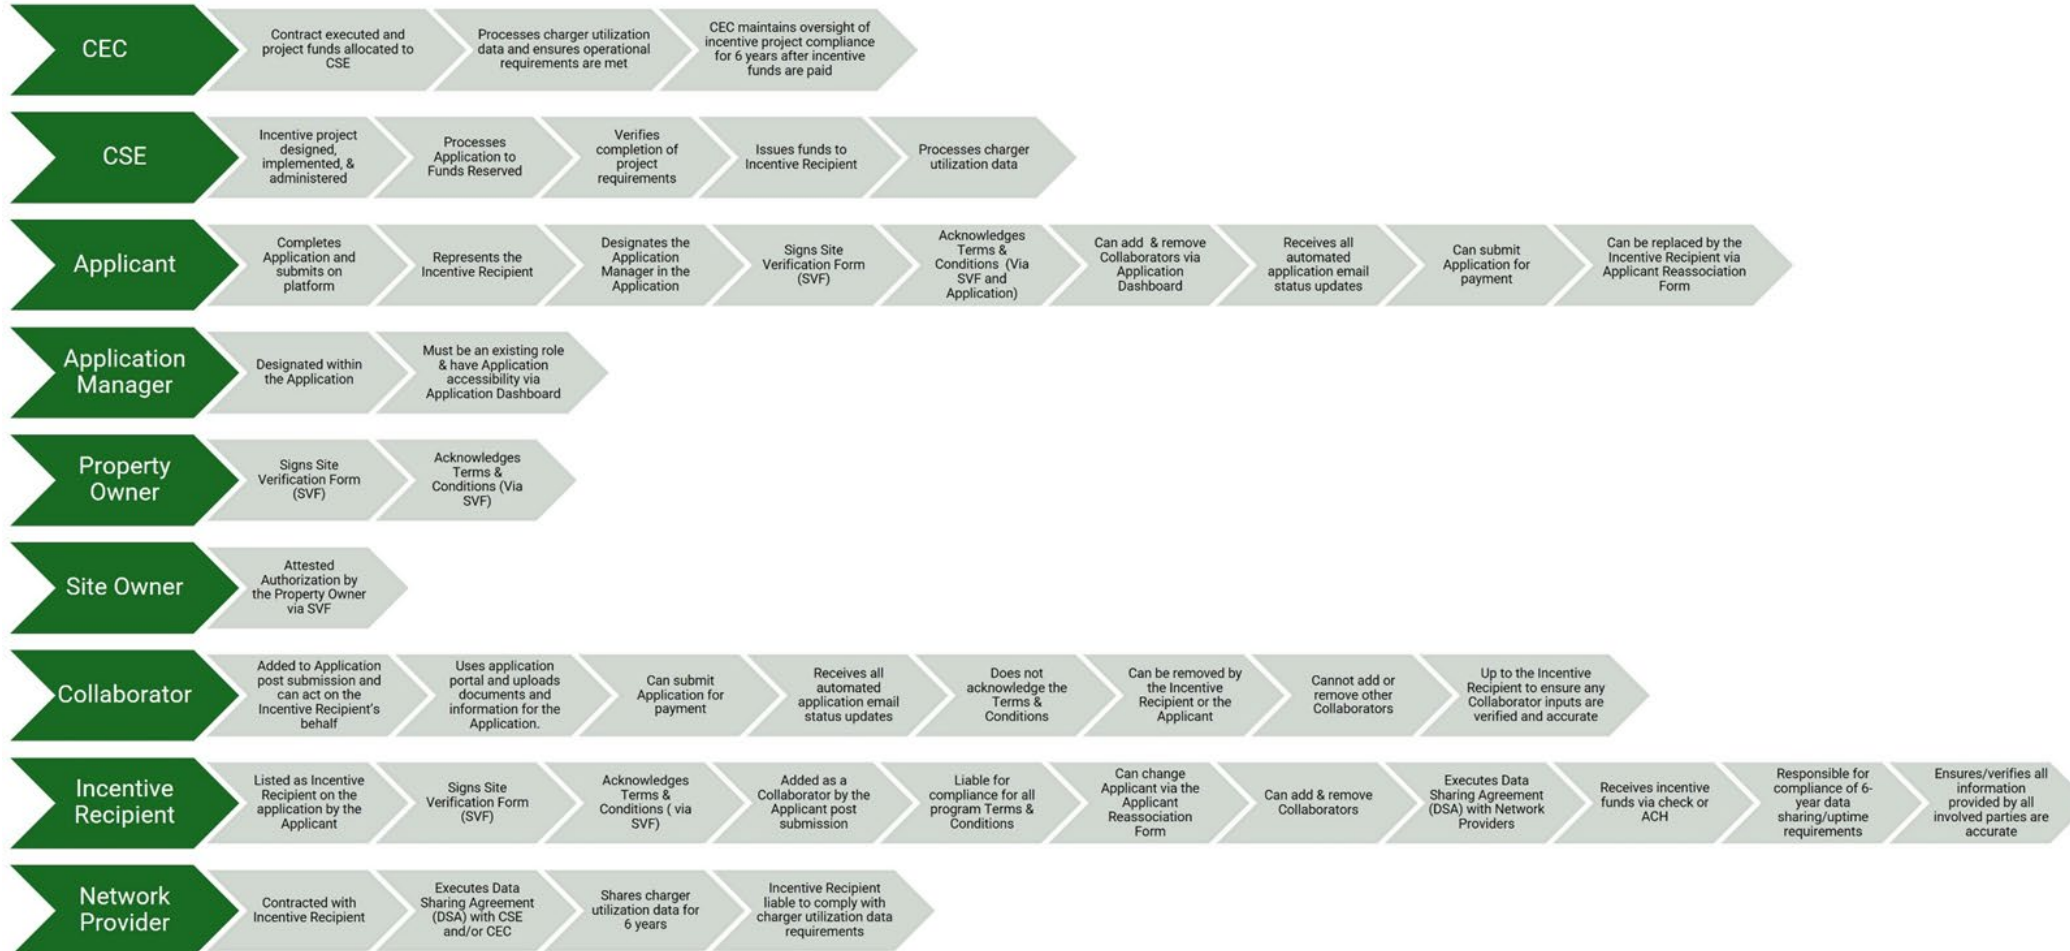 CEC
Contract executed and
project funds allocated to
CSE
Processes charger utilization
data and ensures operational
requirements are met
CEC maintains oversight of
incentive project compliance
for 6 years after incentive
funds are paid
CSE
Incentive project
designed,
implemented, &
administered
Processes
Application to
Funds Reserved
Verifies
completion of
project
requirements
Issues funds to
Incentive Recipient
Processes charger
utilization data
Applicant
Completes
Application and
submits on
platform
Represents the
Incentive Recipient
Designates the
Application
Manager in the
Application
Signs Site
Verification Form
(SVF)
Acknowledges
Terms &
Conditions (Via
SVF and
Application)
Can add & remove
Collaborators via
Application
Dashboard
Receives all
automated
application email
status updates
Can submit
Application for
payment
Can be replaced by the
Incentive Recipient via
Applicant Reassociation
Form
Application
Manager
Designated within
the Application
Must be an existing role
& have Application
accessibility via
Application Dashboard
Property
Owner
Signs Site
Verification Form
(SVF)
Acknowledges
Terms &
Conditions (Via
SVF)
Site Owner
Attested
Authorization by
the Property Owner
via SVF
Collaborator
Added to Application
post submission and
can act on the
Incentive Recipient's
behalf
Uses application
portal and uploads
documents and
information for the
Application.
Can submit
Application for
payment
Receives all
automated
application email
status updates
Does not
acknowledge the
Terms &
Conditions
Can be removed by
the Incentive
Recipient or the
Applicant
Cannot add or
remove other
Collaborators
Up to the Incentive
Recipient to ensure any
Collaborator inputs are
verified and accurate
Incentive
Recipient
Listed as Incentive
Recipient on the
application by the
Applicant
Signs Site
Verification Form
(SVF)
Acknowledges
Terms &
Conditions ( via
SVF)
Added as a
Collaborator by the
Applicant post
submission
Liable for
compliance for all
program Terms &
Conditions
Can change
Applicant via the
Applicant
Reassociation
Form
Can add & remove
Collaborators
Executes Data
Sharing Agreement
(DSA) with Network
Providers
Receives incentive
funds via check or
ACH
Responsible for
compliance of 6-
year data
sharing/uptime
requirements
Ensures/verifies all
information
provided by all
involved parties are
accurate
Network
Provider
Contracted with
Incentive Recipient
Executes Data
Sharing Agreement
(DSA) with CSE
and/or CEC
Shares charger
utilization data for
6 years
Incentive Recipient
liable to comply with
charger utilization data
requirements